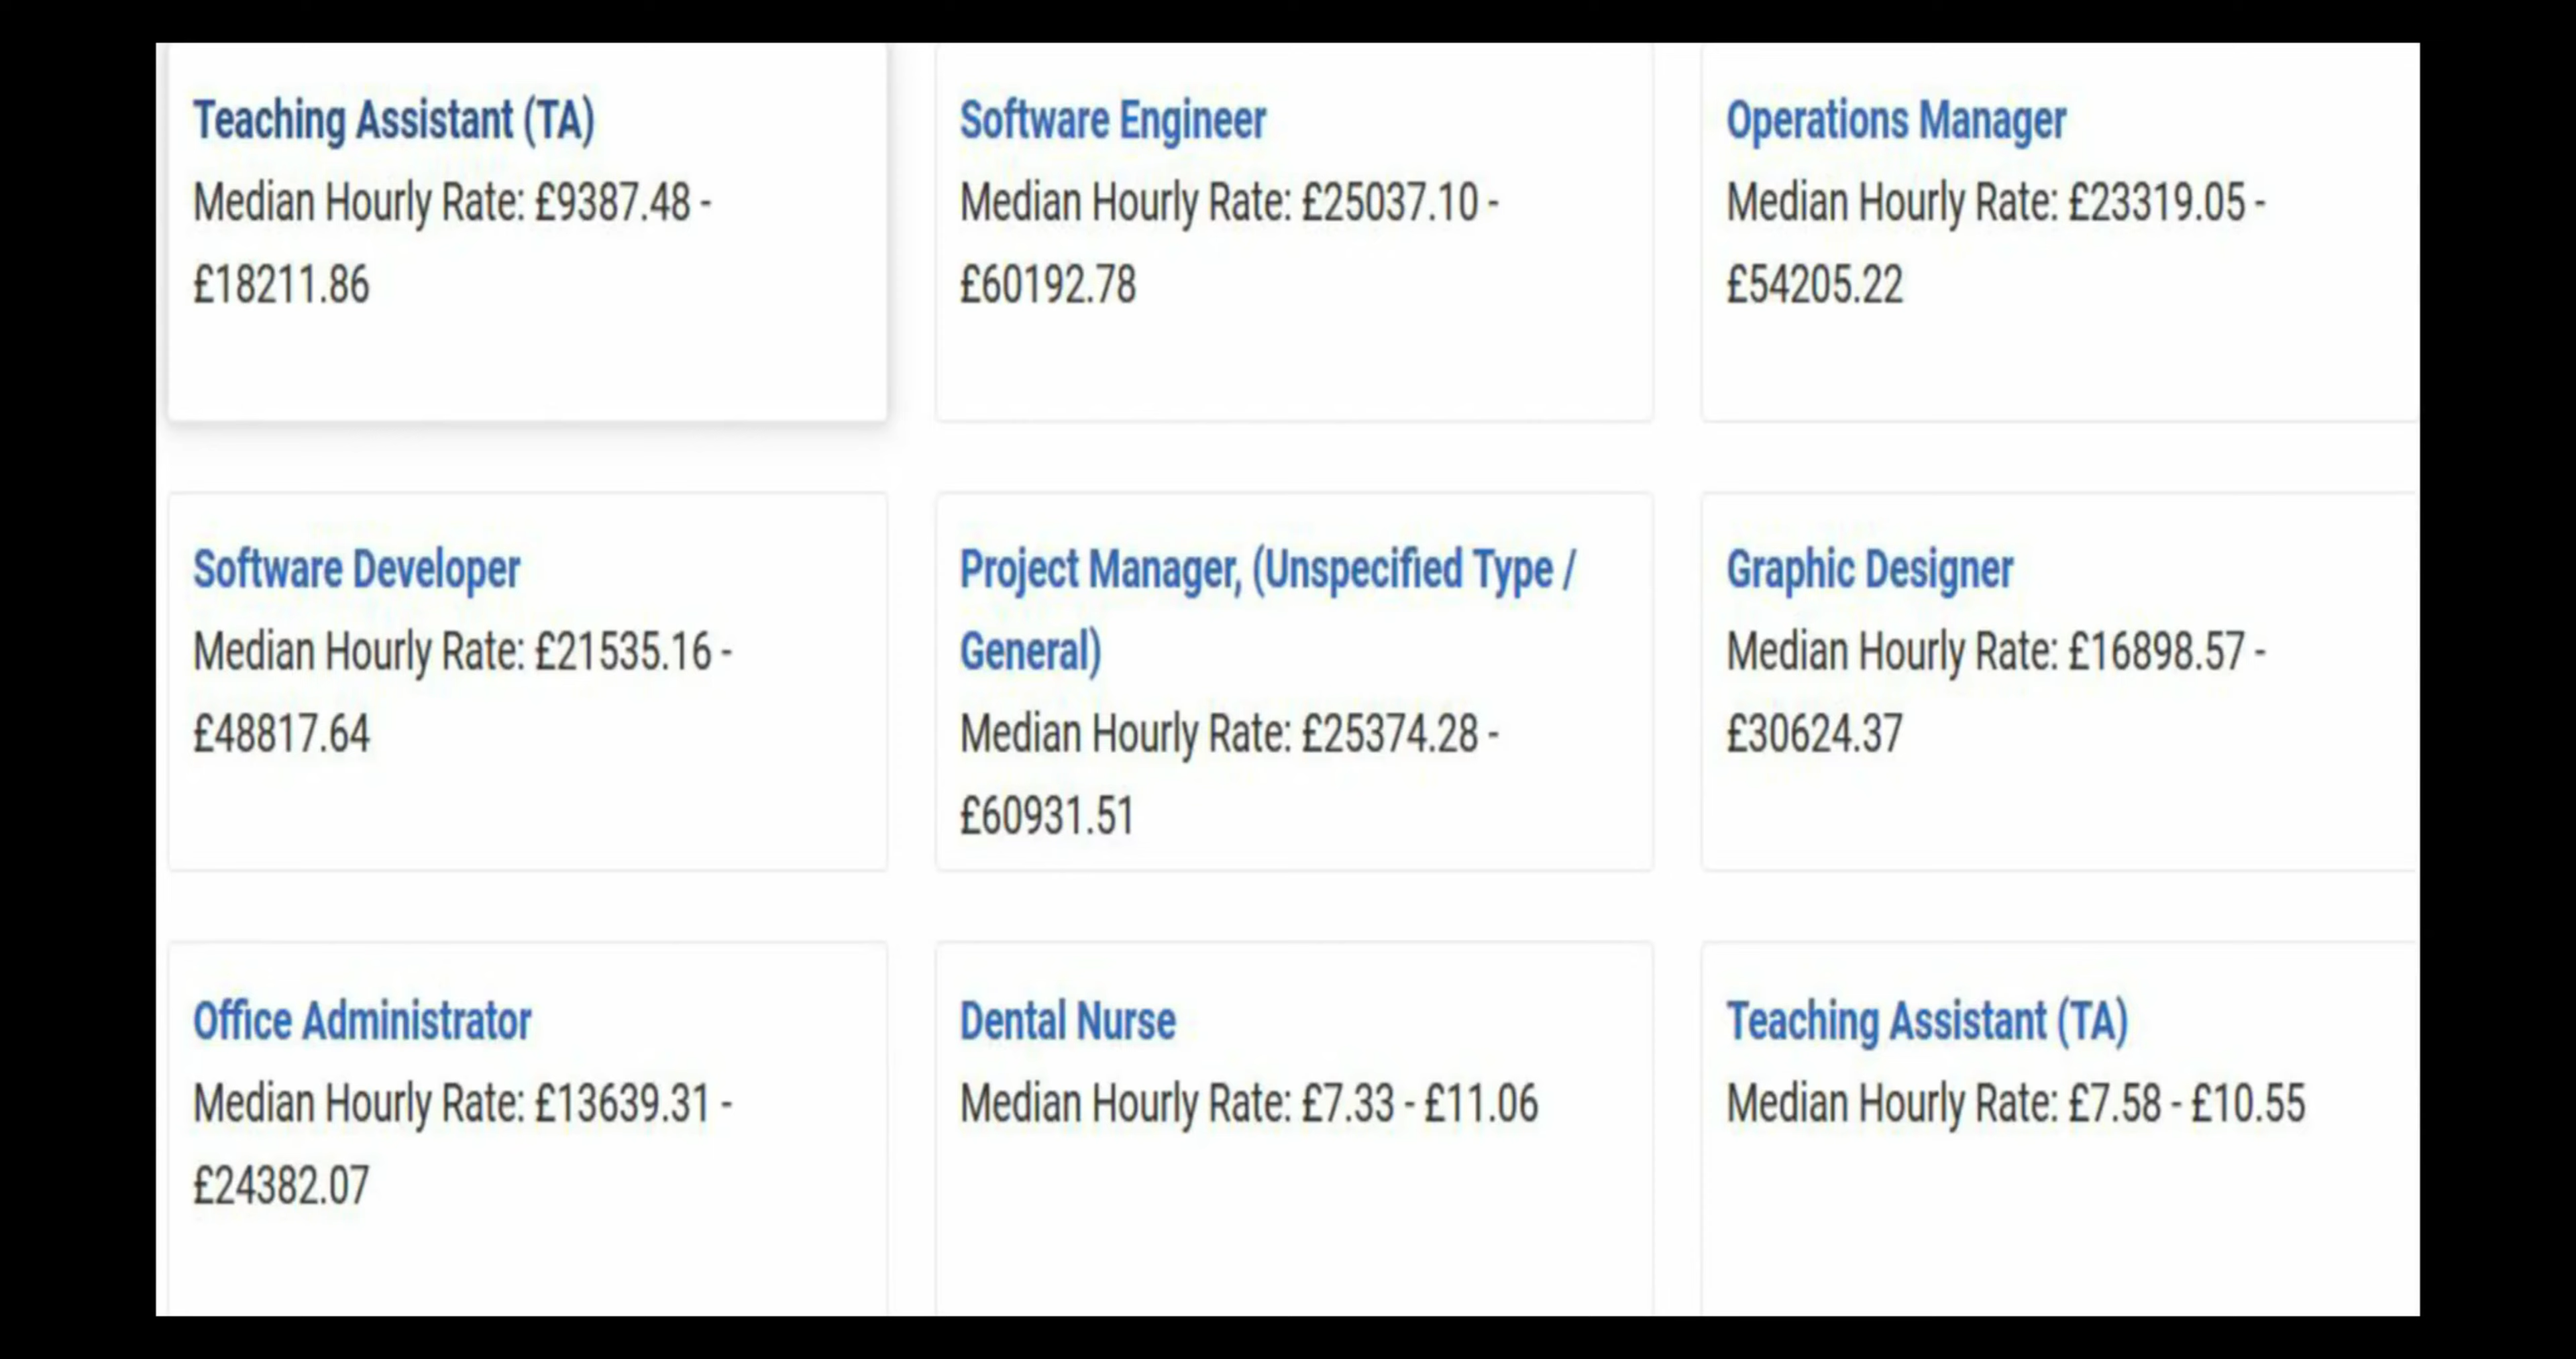 Teaching Assistant (TA)
Median Hourly Rate: £9387.48 -
£18211.86
Software Engineer
Median Hourly Rate: £25037.10 -
£60192.78
Operations Manager
Median Hourly Rate: £23319.05 -
£54205.22
Software Developer
Median Hourly Rate: £21535.16 -
£48817.64
Project Manager, (Unspecified Type /
General)
Median Hourly Rate: £25374.28 -
£60931.51
Graphic Designer
Median Hourly Rate: £16898.57 -
£30624.37
Office Administrator
Median Hourly Rate: £13639.31 -
£24382.07
Dental Nurse
Median Hourly Rate: £7.33 - £11.06
Teaching Assistant (TA)
Median Hourly Rate: £7.58 - £10.55